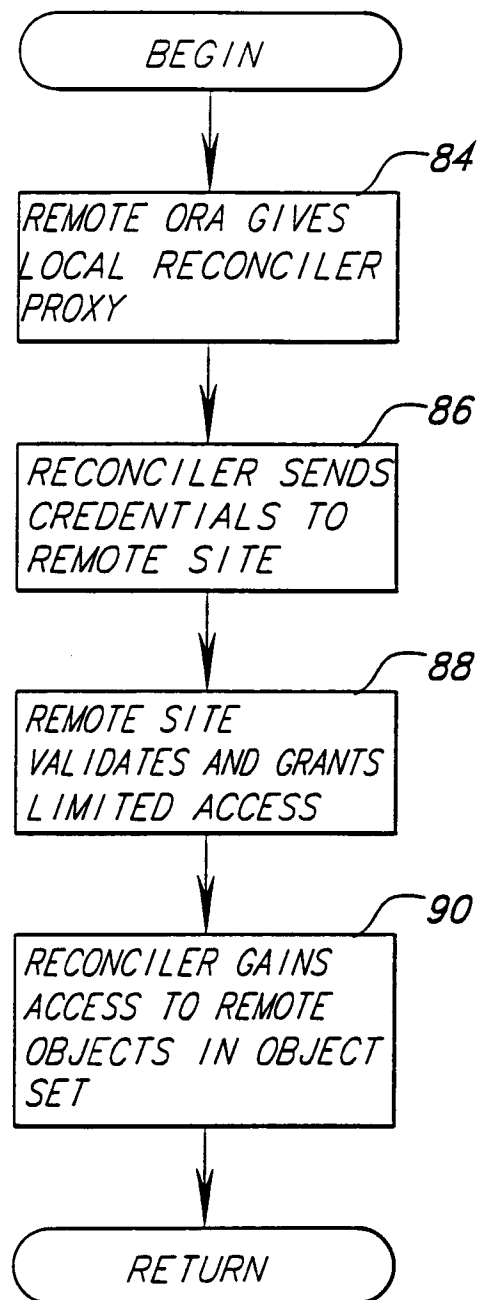 BEGIN
84
REMOTE ORA GIVES
LOCAL RECONCILER
PROXY
86
RECONCILER SENDS
CREDENTIALS TO
REMOTE SITE
88
REMOTE SITE
VALIDATES AND GRANTS
LIMITED ACCESS
90
RECONCILER GAINS
ACCESS TO REMOTE
OBJECTS IN OBJECT
SET
RETURN